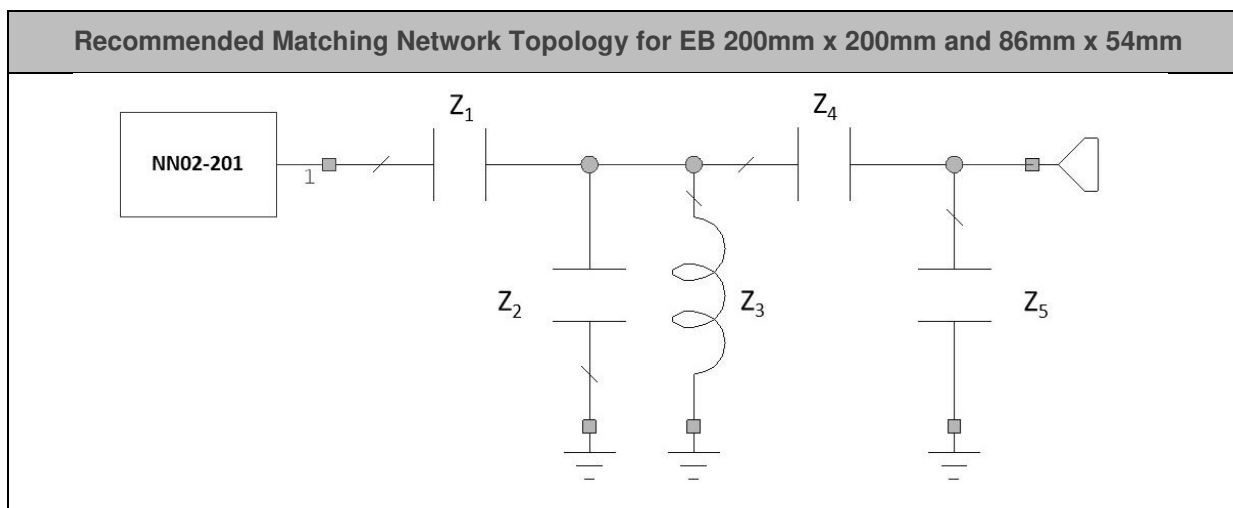 Recommended Matching Network Topology for EB 200mm x 200mm and 86mm x 54mm
Z₁
Z₄
NN02-201
1
Z₂
Z₃
Z₅